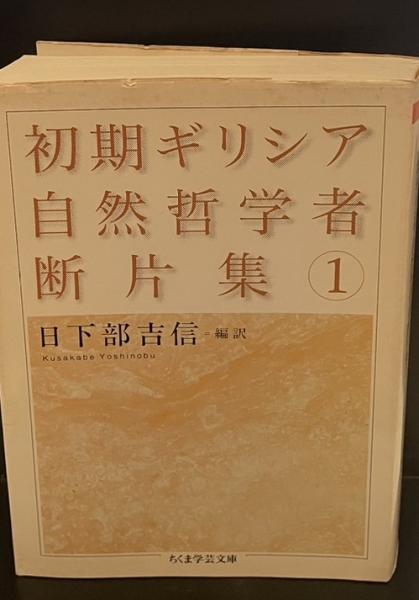 初期ギリシア
自然哲学者
断片集①
日下部吉信=編訳
Kusakabe Yoshinobu
ちくま学芸文庫